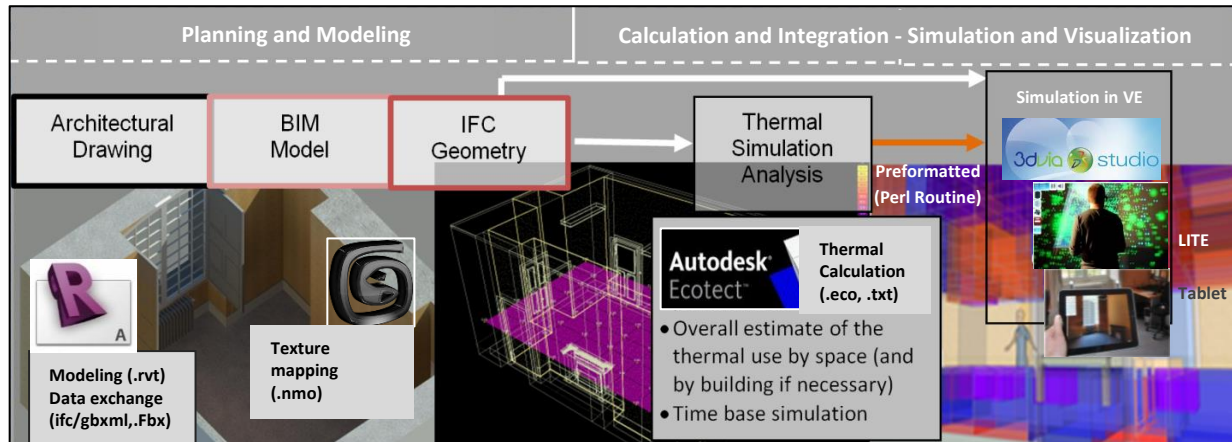 Planning and Modeling
Calculation and Integration - Simulation and Visualization
Architectural
Drawing
BIM
Model
IFC
Geometry
Thermal
Simulation
Analysis
Preformatted
(Perl Routine)
Simulation in VE
3dvia studio
LITE
Tablet
R
A
Modeling (.rvt)
Data exchange
(ifc/gbxml,.Fbx)
Texture
mapping
(.nmo)
Autodesk®
Ecotect™
Thermal
Calculation
(.eco, .txt)
• Overall estimate of the
thermal use by space (and
by building if necessary)
• Time base simulation